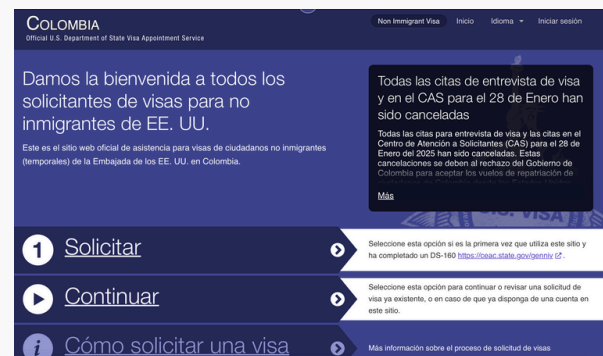 COLOMBIA
Official U.S. Department of State Visa Appointment Service
Non Immigrant Visa Inicio Idioma Iniciar sesión
Damos la bienvenida a todos los
solicitantes de visas para no
inmigrantes de EE. UU.
Este es el sitio web oficial de asistencia para visas de ciudadanos no inmigrantes
(temporales) de la Embajada de los EE. UU. en Colombia.
Todas las citas de entrevista de visa
y en el CAS para el 28 de Enero han
sido canceladas
Todas las citas para entrevista de visa y las citas en el
Centro de Atención a Solicitantes (CAS) para el 28 de
Enero del 2025 han sido canceladas. Estas
cancelaciones se deben al rechazo del Gobierno de
Colombia para aceptar los vuelos de repatriación de
Más
U.S. VISA
1 Solicitar
Seleccione esta opción si es la primera vez que utiliza este sitio y
ha completado un DS-160 https://ceac.state.gov/genniv.
Continuar
Seleccione esta opción para continuar o revisar una solicitud de
visa ya existente, o en caso de que ya disponga de una cuenta en
este sitio.
i Cómo solicitar una visa
Más información sobre el proceso de solicitud de visas